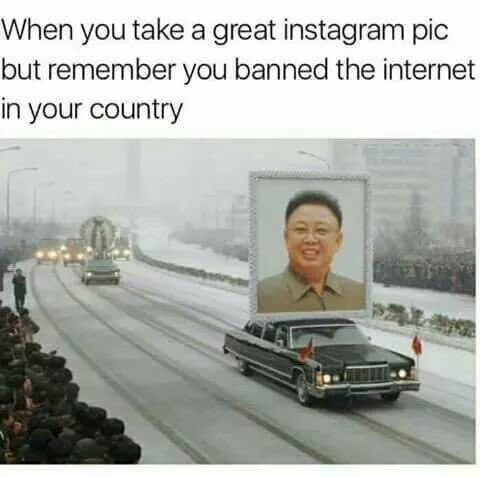 When you take a great instagram pic
but remember you banned the internet
in your country